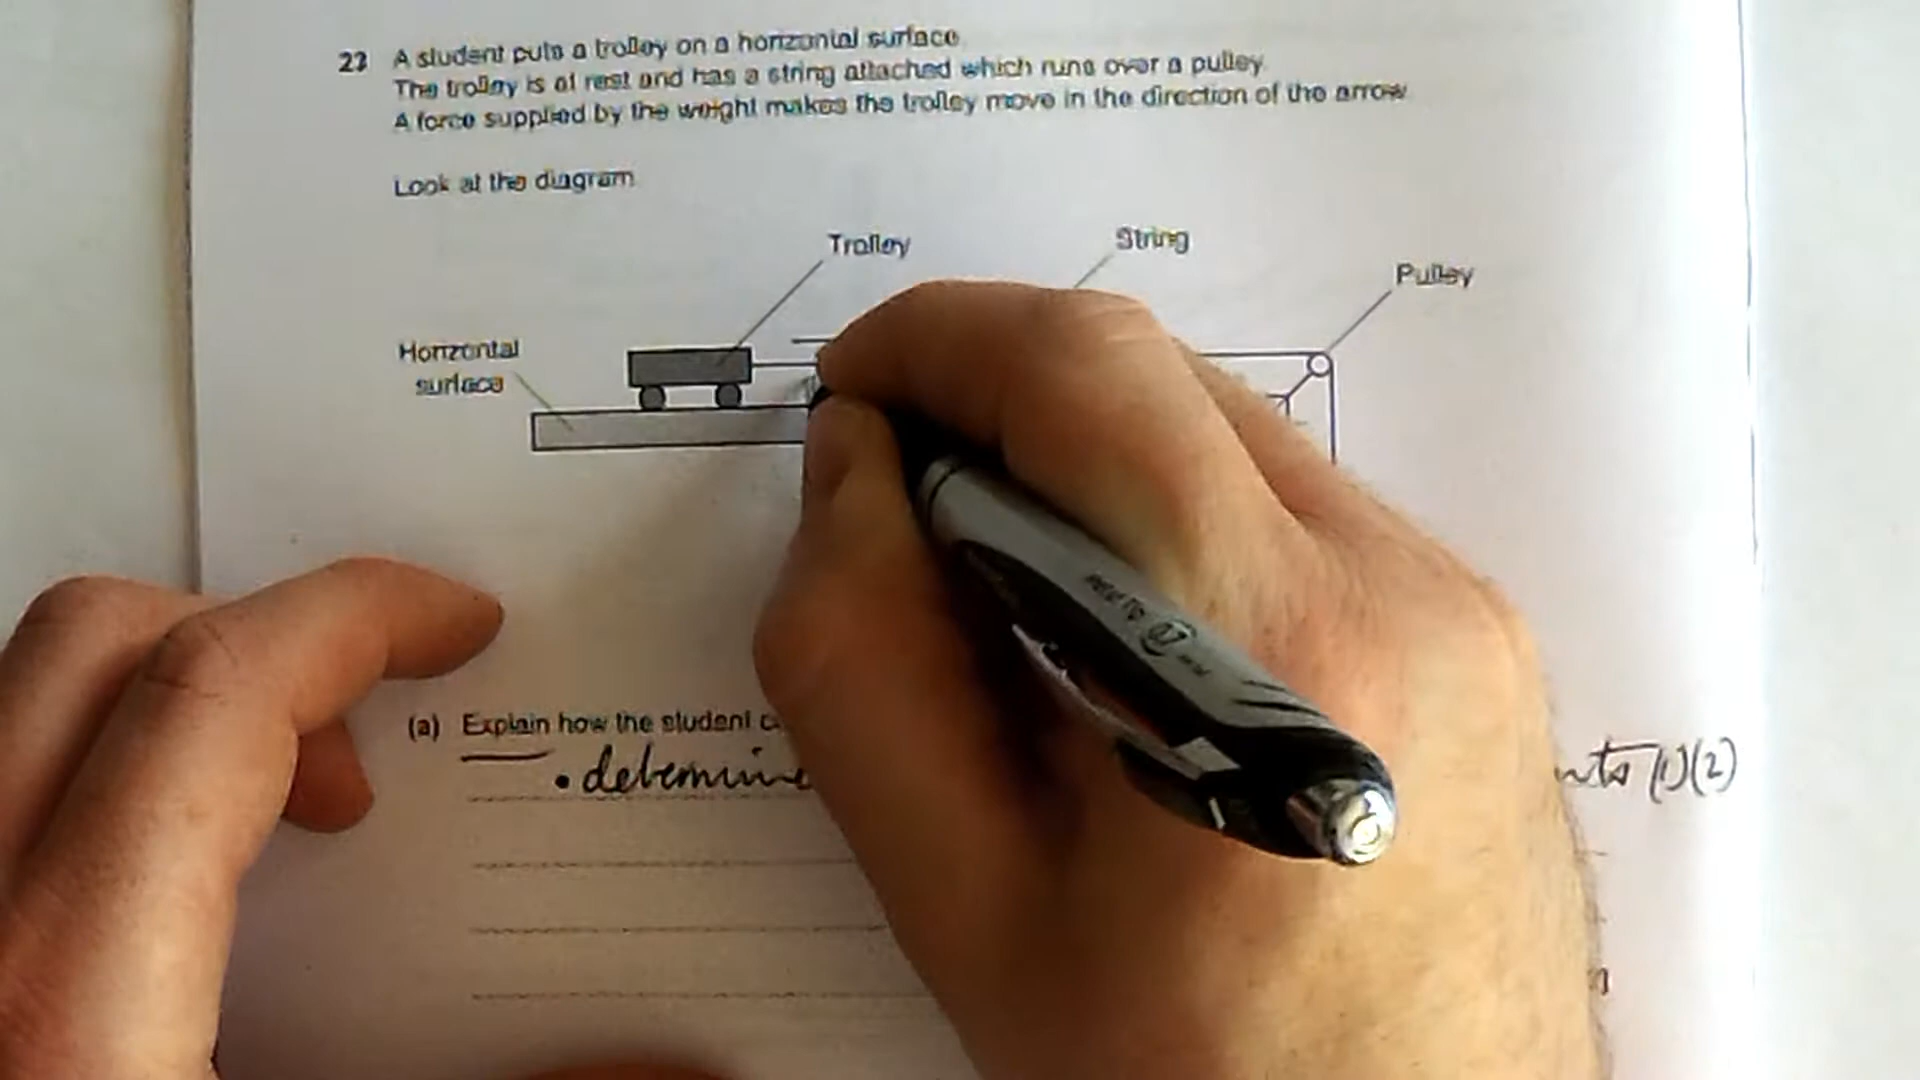 23 A student puts a trolley on a horizontal surface.
The trolley is at rest and has a string attached which runs over a pulley.
A force supplied by the weight makes the trolley move in the direction of the arrow.
Look at the diagram
Trolley
String
Pulley
Horizontal
surface
(a) Explain how the student
• determine (1)(2)
0.7